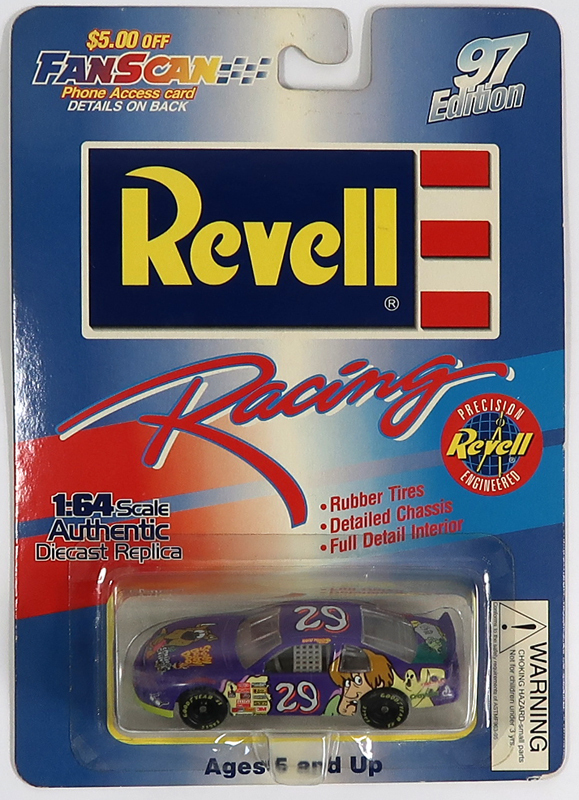 $5.00 OFF
FANSCAN
Phone Access card
DETAILS ON BACK
97
Edition
Revell
®
Racing
PRECISION
Revell
ENGINEERED
1:64 Scale
Authentic
Diecast Replica
• Rubber Tires
• Detailed Chassis
• Full Detail Interior
29
29
GOODYEAR
GOODYEAR
WARNING
CHOKING HAZARD-small parts
Not for children under 3 yrs.
Ages 5 and Up